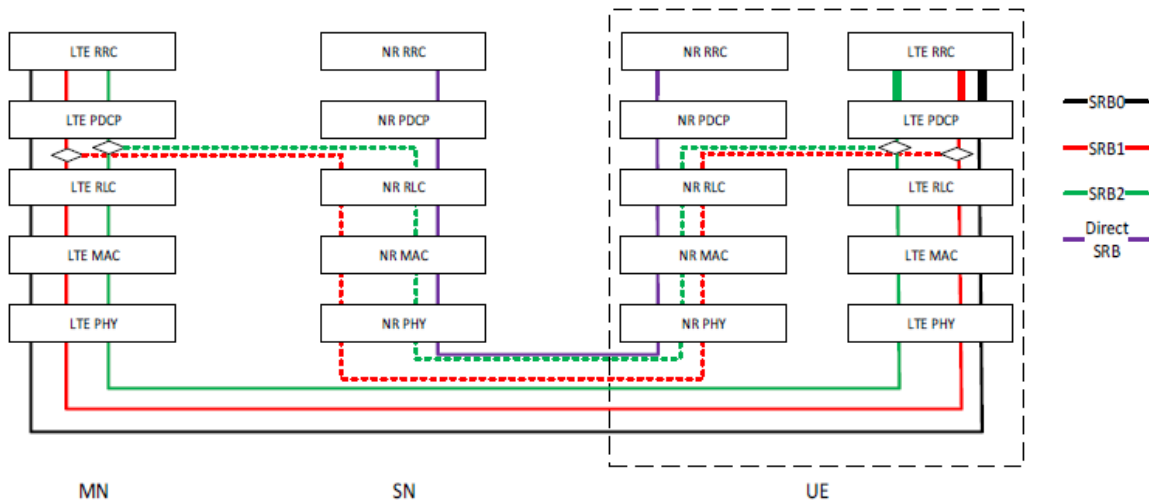 LTE RRC
NR RRC
NR RRC
LTE RRC
LTE PDCP
NR PDCP
NR PDCP
LTE PDCP
LTE RLC
NR RLC
NR RLC
LTE RLC
LTE MAC
NR MAC
NR MAC
LTE MAC
LTE PHY
NR PHY
NR PHY
LTE PHY
SRB0
SRB1
SRB2
Direct
SRB
MN
SN
UE